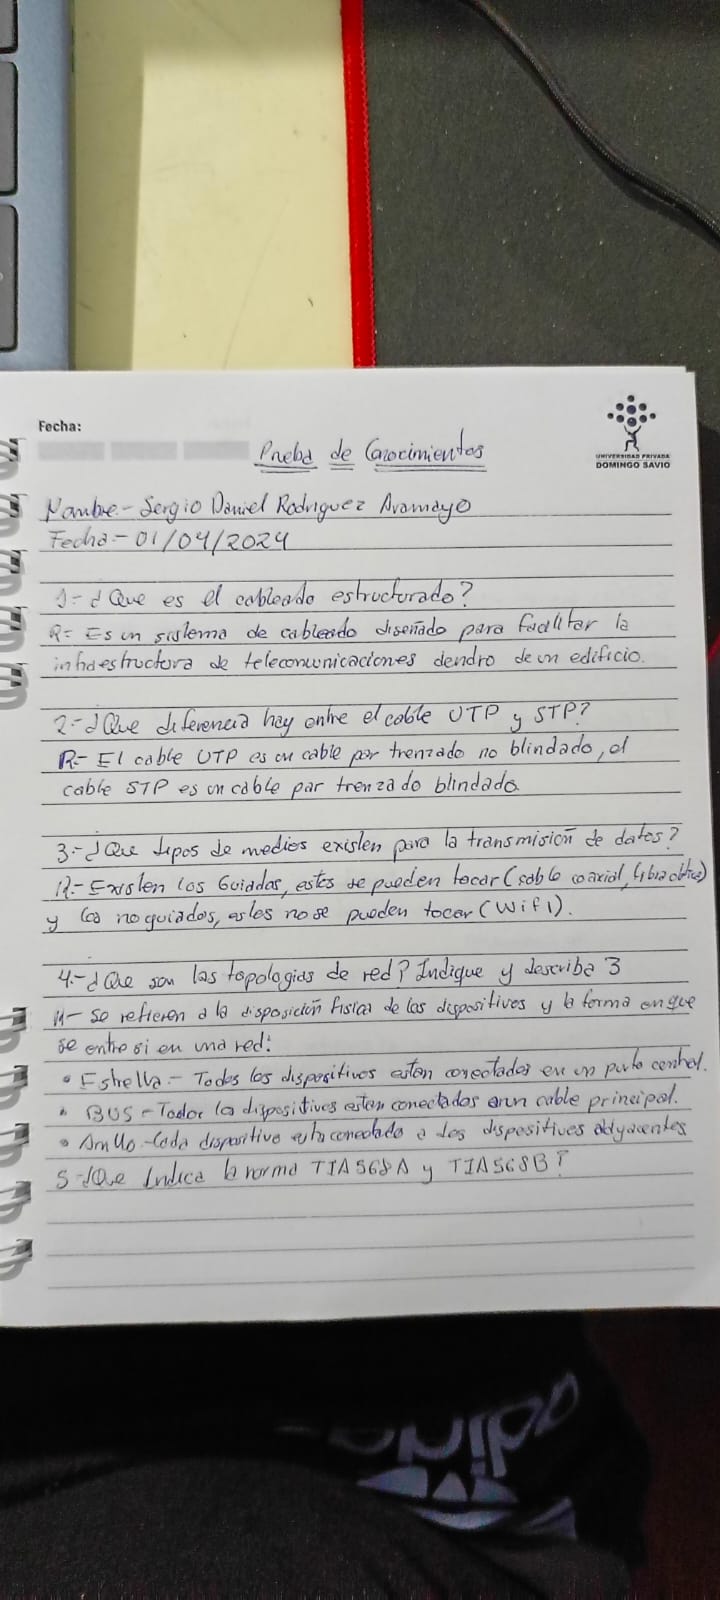 Fecha:
UNIVERSIDAD PRIVADA
DOMINGO SAVIO
Prueba de Conocimientos
Nombre.- Sergio Daniel Rodriguez Aramayo
Fecha.- 01/04/2024
1.- ¿Que es el cableado estructurado?
R= Es un sistema de cableado diseñado para facilitar la
infraestructura de telecomunicaciones dendro de un edificio.
2.- ¿Que diferencia hay entre el cable UTP y STP?
R.- El cable UTP es un cable par trenzado no blindado, el
cable STP es un cable par trenzado blindado.
3.- ¿Que tipos de medios existen para la transmisión de datos?
R.- Existen los Guiados, estos se pueden tocar (cable coaxial, fibra optica)
y los no guiados, estos no se pueden tocar (Wifi).
4.- ¿Que son las topologias de red? Indique y describa 3
R- Se refieren a la disposición fisica de los dispositivos y la forma en que
se entre si en una red:
• Estrella.- Todos los dispositivos estan conectados en un punto central.
• BUS - Todos los dispositivos estan conectados a un cable principal.
• Anillo - Cada dispositivo esta conectado a los dispositivos adyacentes
5-¿Que Indica la norma TIA568A y TIA568B?
adidas